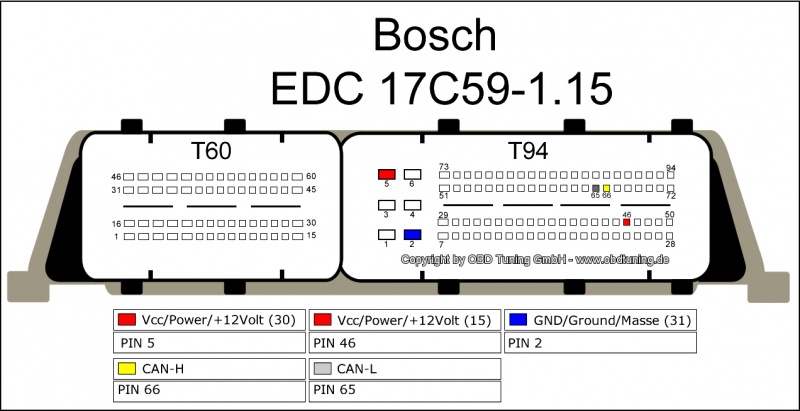 Bosch
EDC 17C59-1.15
T60
T94
46 60
31 45
16 30
1 15
5 6
3 4
1 2
73 94
51 65 66 72
29 46 50
7 28
Copyright by OBD Tuning GmbH - www.obdtuning.de
Vcc/Power/+12Volt (30) Vcc/Power/+12Volt (15) GND/Ground/Masse (31)
PIN 5 PIN 46 PIN 2
CAN-H CAN-L
PIN 66 PIN 65